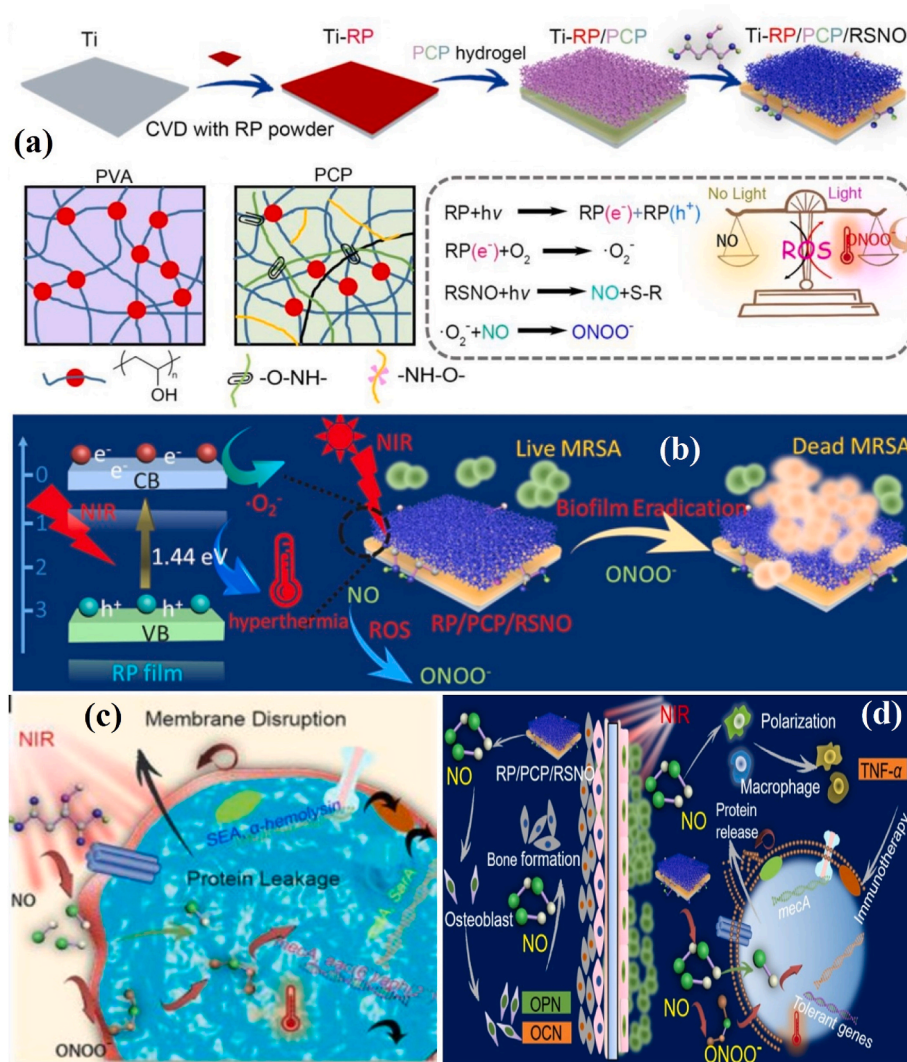 Ti
Ti-RP
Ti-RP/PCP
Ti-RP/PCP/RSNO
PCP hydrogel
CVD with RP powder
(a)
PVA
PCP
OH
n
-O-NH-
-NH-O-
RP+hν → RP(e⁻)+RP(h⁺)
RP(e⁻)+O₂ → ·O₂⁻
RSNO+hν → NO+S-R
·O₂⁻+NO → ONOO⁻
No Light
Light
NO
ROS
ONOO⁻
(b)
0
1
2
3
e⁻
e⁻
e⁻
CB
·O₂⁻
NIR
1.44 eV
h⁺
h⁺
VB
RP film
hyperthermia
NIR
Live MRSA
Dead MRSA
Biofilm Eradication
ONOO⁻
NO
ROS
RP/PCP/RSNO
ONOO⁻
(c)
Membrane Disruption
NIR
SEA, α-hemolysin
Protein Leakage
SarA
NO
ONOO⁻
(d)
NIR
NO
RP/PCP/RSNO
Bone formation
Osteoblast
NO
OPN
OCN
Polarization
Macrophage
TNF-α
NO
Protein
release
mecA
Immunotherapy
NO
Tolerant genes
ONOO⁻